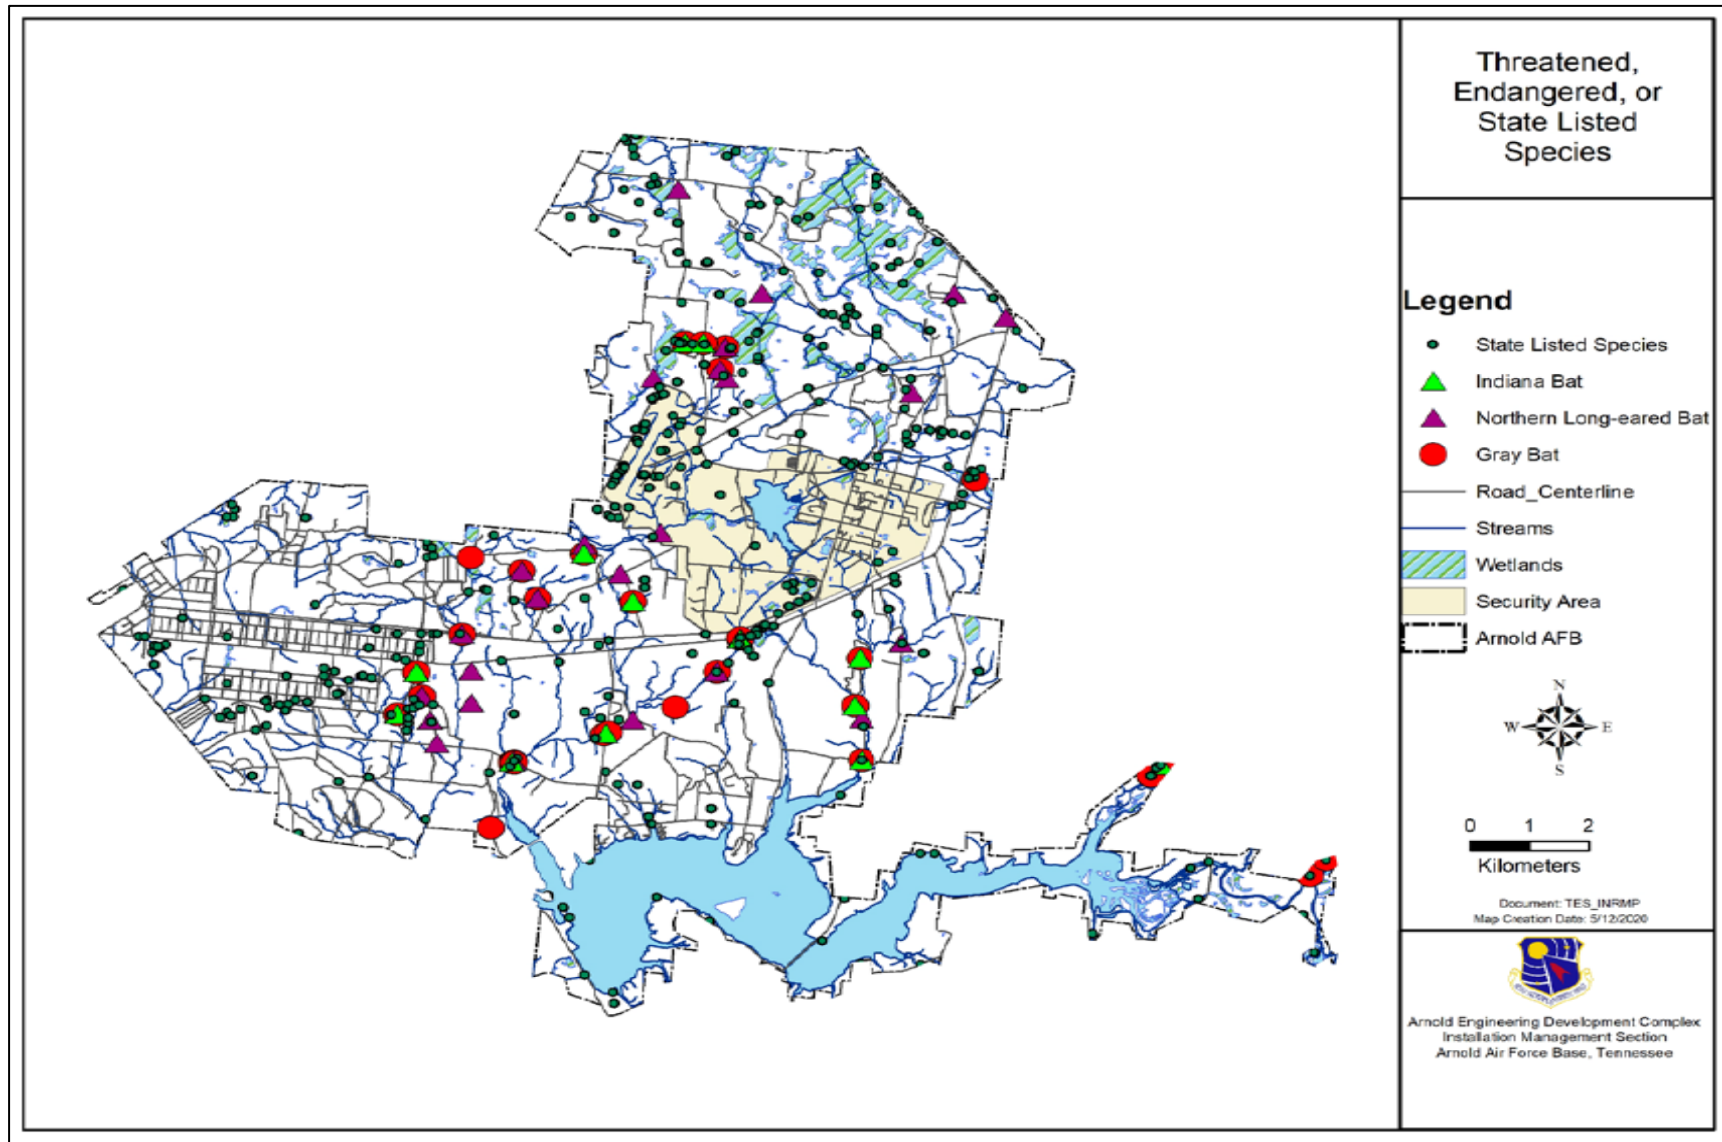 Threatened,
Endangered, or
State Listed
Species
Legend
State Listed Species
Indiana Bat
Northern Long-eared Bat
Gray Bat
Road_Centerline
Streams
Wetlands
Security Area
Arnold AFB
N
W E
S
0 1 2
Kilometers
Document: TES_INRMP
Map Creation Date: 5/12/2020
Arnold Engineering Development Complex
Installation Management Section
Arnold Air Force Base, Tennessee